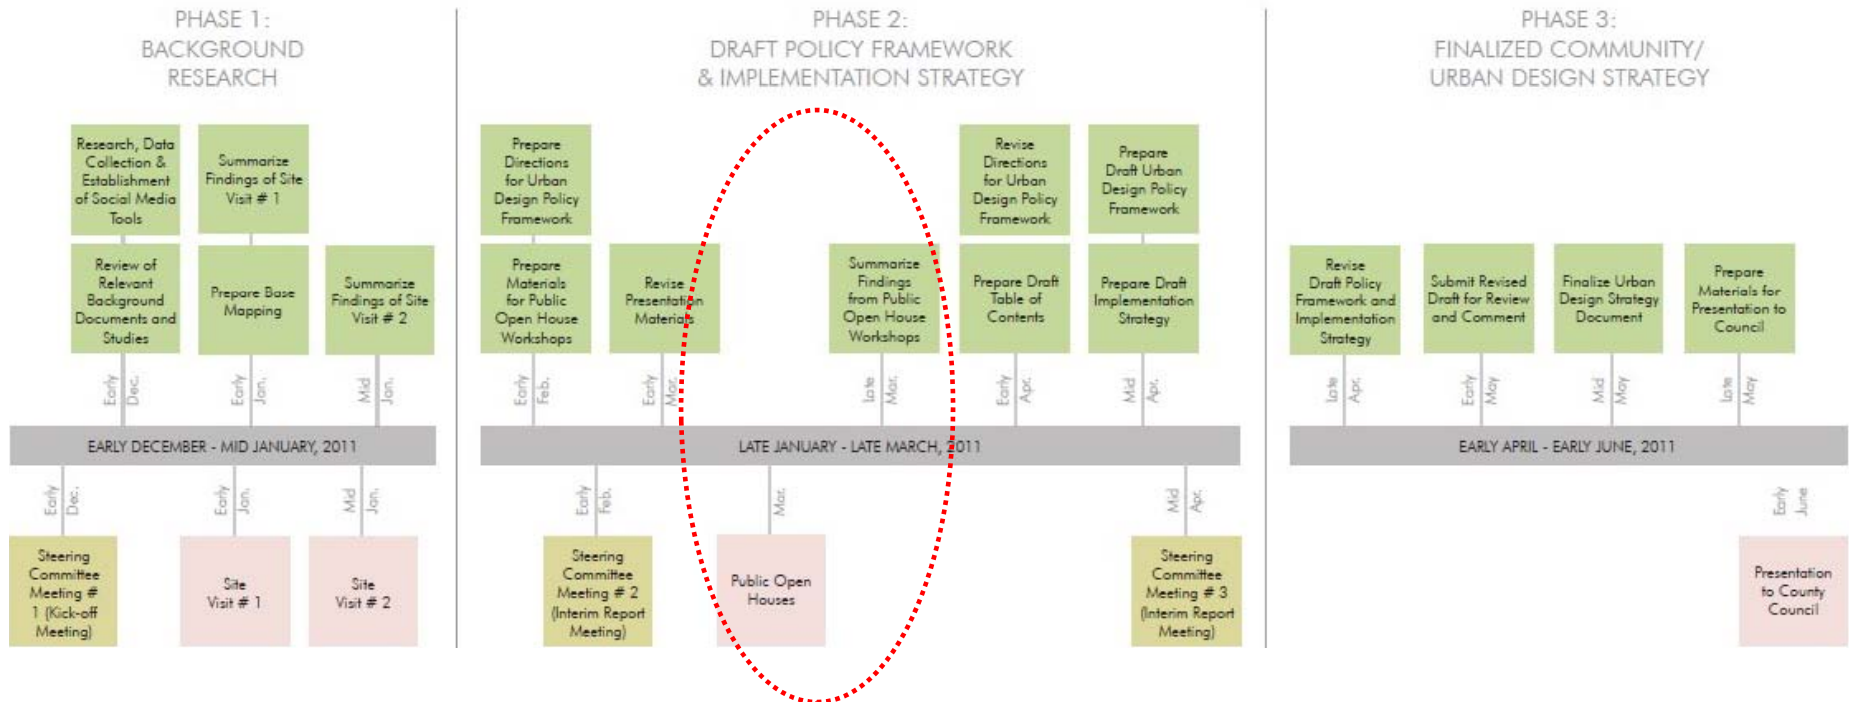 PHASE 1:
BACKGROUND
RESEARCH
PHASE 2:
DRAFT POLICY FRAMEWORK
& IMPLEMENTATION STRATEGY
PHASE 3:
FINALIZED COMMUNITY/
URBAN DESIGN STRATEGY
Research, Data
Collection &
Establishment
of Social Media
Tools
Summarize
Findings of Site
Visit # 1
Prepare
Directions
for Urban
Design Policy
Framework
Revise
Directions
for Urban
Design Policy
Framework
Prepare
Draft Urban
Design Policy
Framework
Review of
Relevant
Background
Documents and
Studies
Prepare Base
Mapping
Summarize
Findings of Site
Visit # 2
Prepare
Materials
for Public
Open House
Workshops
Revise
Presentation
Materials
Summarize
Findings
from Public
Open House
Workshops
Prepare Draft
Table of
Contents
Prepare Draft
Implementation
Strategy
Revise
Draft Policy
Framework and
Implementation
Strategy
Submit Revised
Draft for Review
and Comment
Finalize Urban
Design Strategy
Document
Prepare
Materials for
Presentation to
Council
Early
Dec.
Early
Jan.
Mid
Jan.
Early
Feb.
Early
Mar.
Late
Mar.
Early
Apr.
Mid
Apr.
Late
Apr.
Early
May
Mid
May
Late
May
EARLY DECEMBER - MID JANUARY, 2011
LATE JANUARY - LATE MARCH, 2011
EARLY APRIL - EARLY JUNE, 2011
Early
Dec.
Early
Jan.
Mid
Jan.
Early
Feb.
Mar.
Mid
Apr.
Early
June
Steering
Committee
Meeting #
1 (Kick-off
Meeting)
Site
Visit # 1
Site
Visit # 2
Steering
Committee
Meeting # 2
(Interim Report
Meeting)
Public Open
Houses
Steering
Committee
Meeting # 3
(Interim Report
Meeting)
Presentation
to County
Council